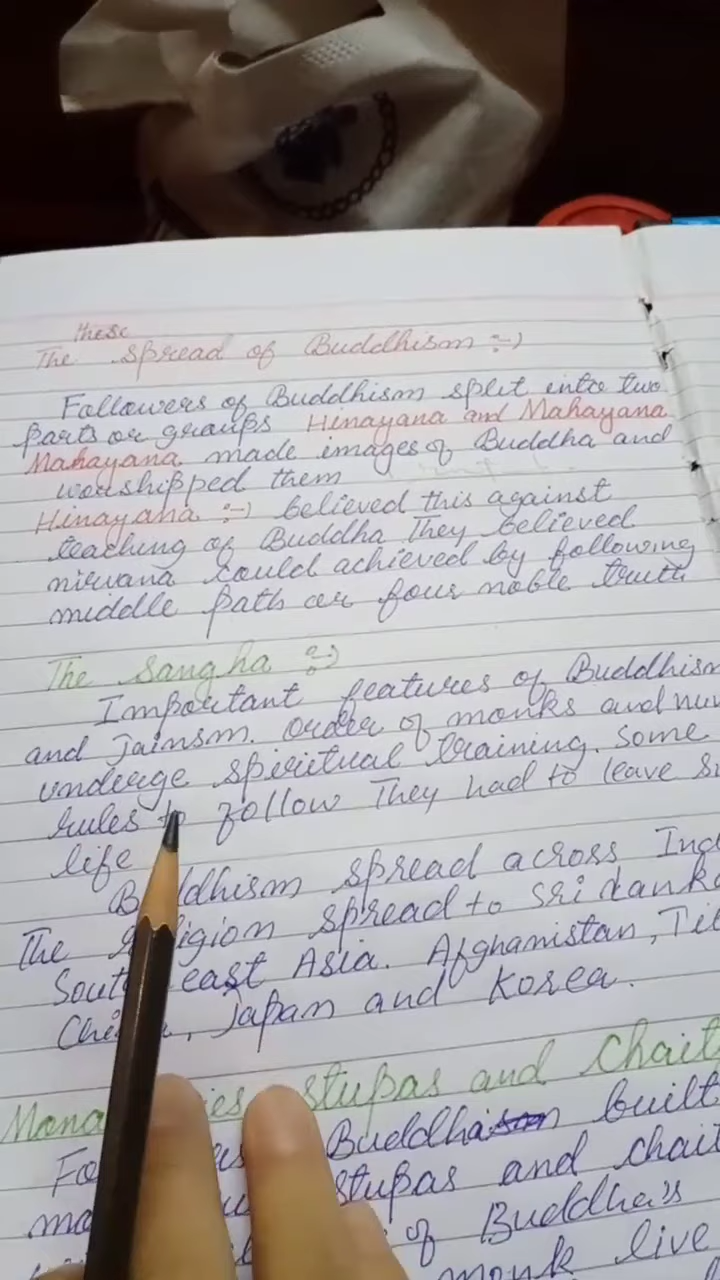 these
The spread of Buddhism :-)
Followers of Buddhism split into two
parts or groups Hinayana and Mahayana
Mahayana made images of Buddha and
worshipped them
Hinayana :-) believed this against
teaching of Buddha They believed
nirvana could achieved by following
middle path or four noble truth
The Sangha :-)
Important features of Buddhism
and Jainsm. Order of monks and
underge spiritual training. Some
rules to follow They had to leave
life
Buddhism spread across
The religion spread to Sri Lanka
South east Asia. Afghanistan,
China, Japan and Korea.
stupas and
Buddha built
stupas and
of Buddha's
monk live